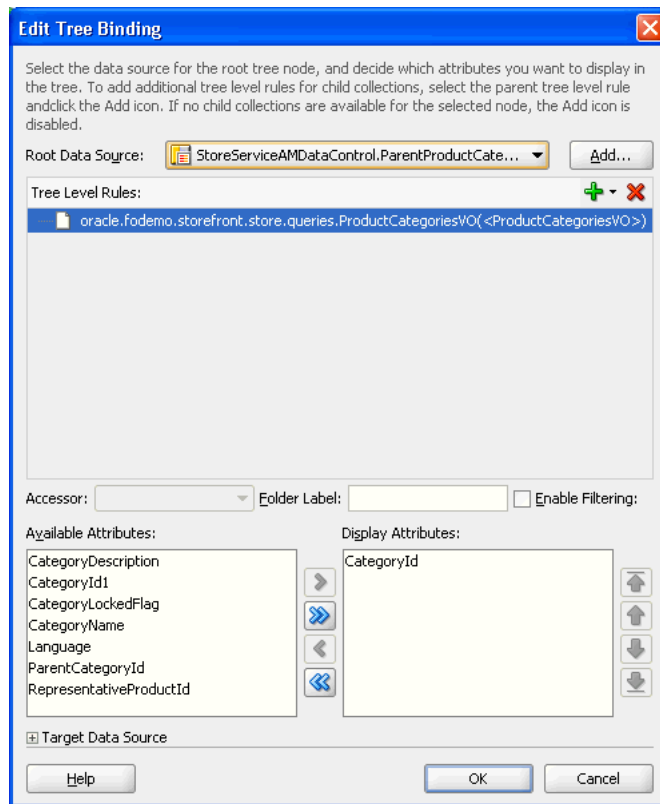 Edit Tree Binding
Select the data source for the root tree node, and decide which attributes you want to display in
the tree. To add additional tree level rules for child collections, select the parent tree level rule
andclick the Add icon. If no child collections are available for the selected node, the Add icon is
disabled.
Root Data Source: StoreServiceAMDataControl.ParentProductCate... Add...
Tree Level Rules:
oracle.fodemo.storefront.store.queries.ProductCategoriesVO(<ProductCategoriesVO>)
Accessor: Folder Label: Enable Filtering:
Available Attributes: Display Attributes:
CategoryDescription CategoryId
CategoryId1
CategoryLockedFlag
CategoryName
Language
ParentCategoryId
RepresentativeProductId
Target Data Source
Help OK Cancel